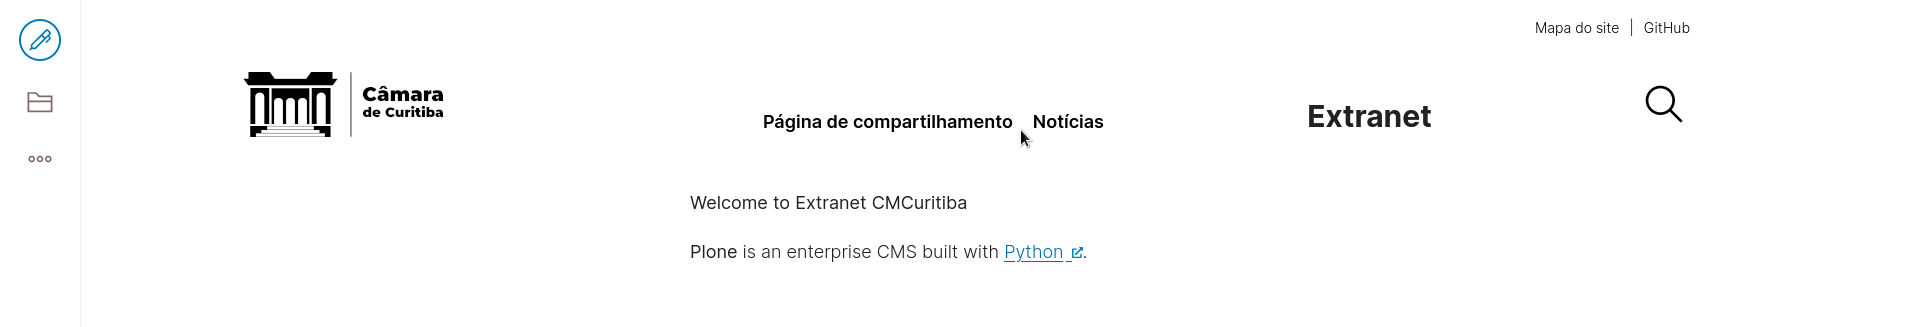 Mapa do site | GitHub
Câmara
de Curitiba
Página de compartilhamento Notícias
Extranet
Welcome to Extranet CMCuritiba
Plone is an enterprise CMS built with Python.